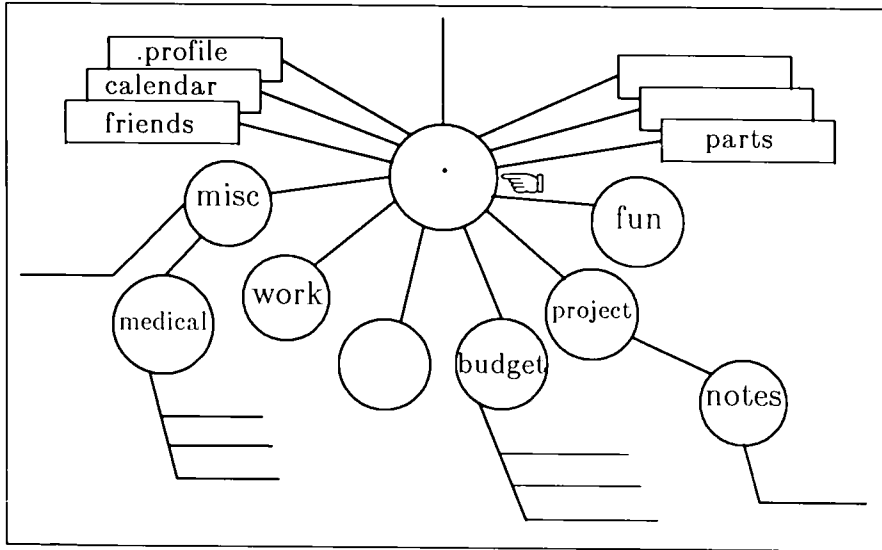 .profile
calendar
friends
parts
.
misc
fun
work
medical
project
budget
notes